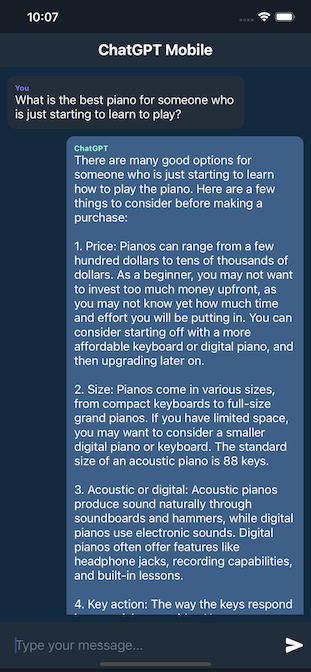 10:07
ChatGPT Mobile
You
What is the best piano for someone who
is just starting to learn to play?
ChatGPT
There are many good options for
someone who is just starting to learn
how to play the piano. Here are a few
things to consider before making a
purchase:
1. Price: Pianos can range from a few
hundred dollars to tens of thousands of
dollars. As a beginner, you may not want
to invest too much money upfront, as
you may not know yet how much time
and effort you will be putting in. You can
consider starting off with a more
affordable keyboard or digital piano, and
then upgrading later on.
2. Size: Pianos come in various sizes,
from compact keyboards to full-size
grand pianos. If you have limited space,
you may want to consider a smaller
digital piano or keyboard. The standard
size of an acoustic piano is 88 keys.
3. Acoustic or digital: Acoustic pianos
produce sound naturally through
soundboards and hammers, while digital
pianos use electronic sounds. Digital
pianos often offer features like
headphone jacks, recording capabilities,
and built-in lessons.
4. Key action: The way the keys respond
Type your message...